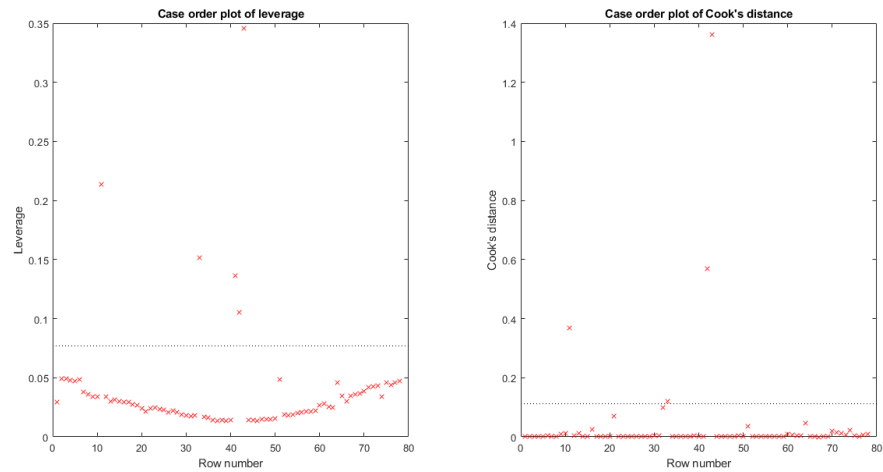 Case order plot of leverage
0.35
0.3
0.25
0.2
0.15
0.1
0.05
0
Leverage
0 10 20 30 40 50 60 70 80
Row number
Case order plot of Cook's distance
1.4
1.2
1
0.8
0.6
0.4
0.2
0
Cook's distance
0 10 20 30 40 50 60 70 80
Row number